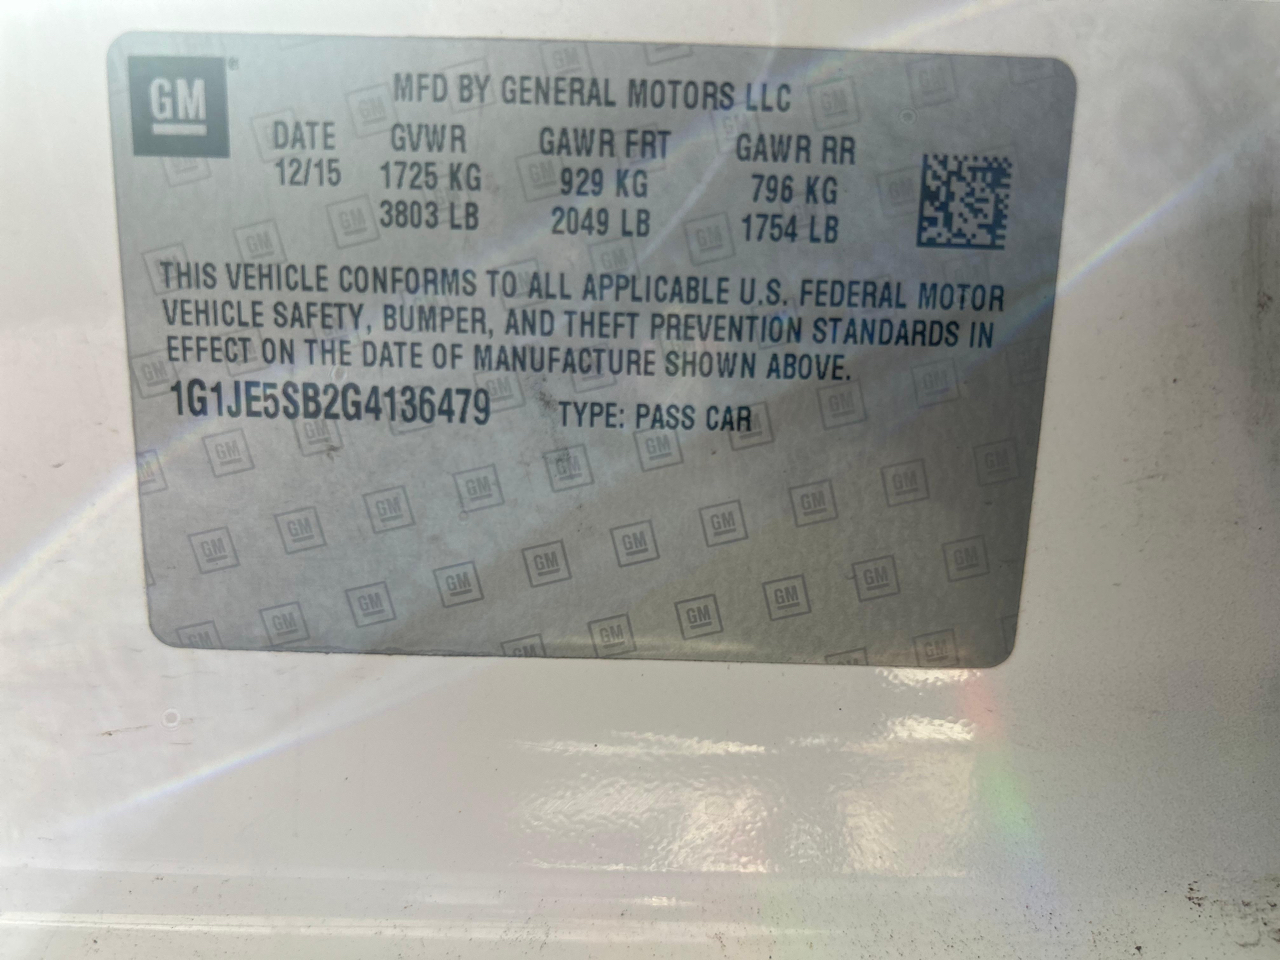 GM®
MFD BY GENERAL MOTORS LLC
DATE GVWR GAWR FRT GAWR RR
12/15 1725 KG 929 KG 796 KG
3803 LB 2049 LB 1754 LB
THIS VEHICLE CONFORMS TO ALL APPLICABLE U.S. FEDERAL MOTOR
VEHICLE SAFETY, BUMPER, AND THEFT PREVENTION STANDARDS IN
EFFECT ON THE DATE OF MANUFACTURE SHOWN ABOVE.
1G1JE5SB2G4136479 TYPE: PASS CAR